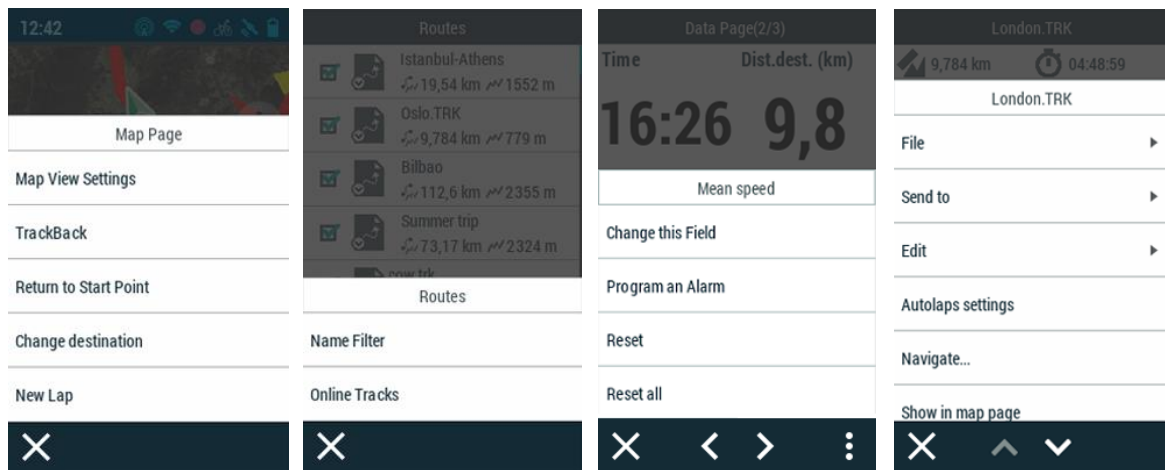 12:42
Map Page
Map View Settings
TrackBack
Return to Start Point
Change destination
New Lap
Routes
Istanbul-Athens
19,54 km 1552 m
Oslo.TRK
9,784 km 779 m
Bilbao
112,6 km 2355 m
Summer trip
73,17 km 2324 m
cow.trk
Routes
Name Filter
Online Tracks
Data Page(2/3)
Time Dist.dest. (km)
16:26 9,8
Mean speed
Change this Field
Program an Alarm
Reset
Reset all
London.TRK
9,784 km 04:48:59
London.TRK
File
Send to
Edit
Autolaps settings
Navigate...
Show in map page